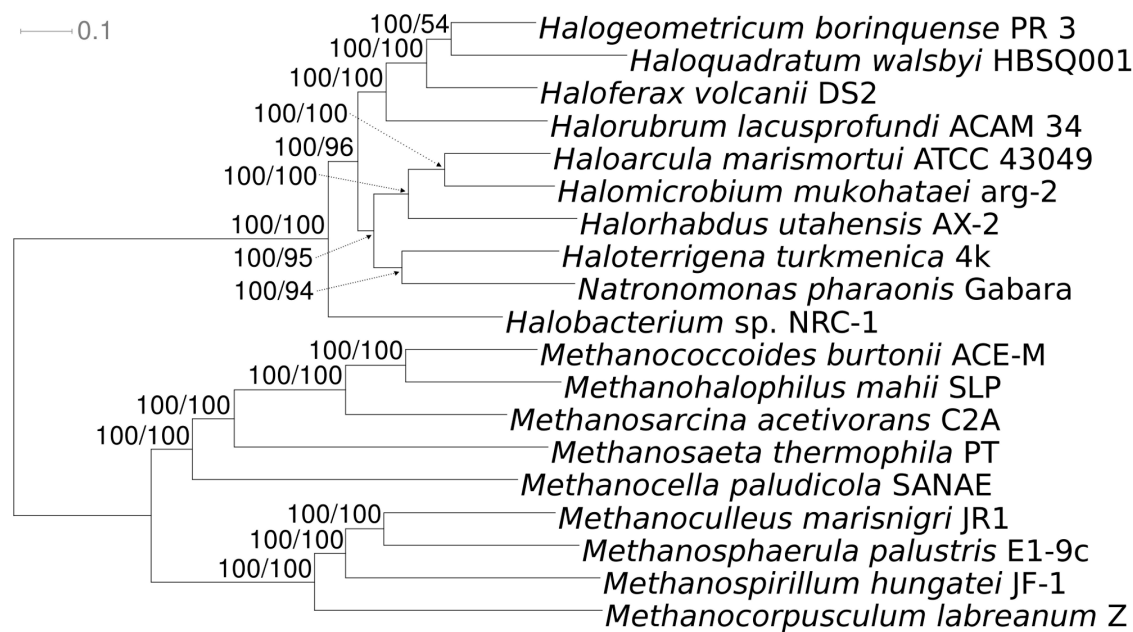 0.1
100/54
Halogeometricum borinquense PR 3
100/100
Haloquadratum walsbyi HBSQ001
100/100
Haloferax volcanii DS2
100/100
Halorubrum lacusprofundi ACAM 34
100/96
Haloarcula marismortui ATCC 43049
100/100
Halomicrobium mukohataei arg-2
100/100
Halorhabdus utahensis AX-2
100/95
Haloterrigena turkmenica 4k
100/94
Natronomonas pharaonis Gabara
Halobacterium sp. NRC-1
100/100
Methanococcoides burtonii ACE-M
100/100
Methanohalophilus mahii SLP
100/100
Methanosarcina acetivorans C2A
100/100
Methanosaeta thermophila PT
Methanocella paludicola SANAE
100/100
Methanoculleus marisnigri JR1
100/100
Methanosphaerula palustris E1-9c
100/100
Methanospirillum hungatei JF-1
Methanocorpusculum labreanum Z